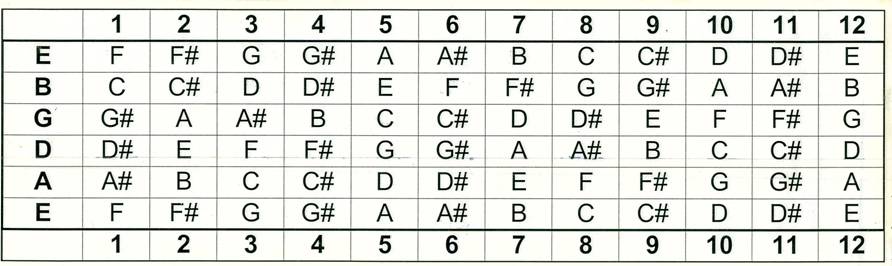 1 2 3 4 5 6 7 8 9 10 11 12
E F F# G G# A A# B C C# D D# E
B C C# D D# E F F# G G# A A# B
G G# A A# B C C# D D# E F F# G
D D# E F F# G G# A A# B C C# D
A A# B C C# D D# E F F# G G# A
E F F# G G# A A# B C C# D D# E
1 2 3 4 5 6 7 8 9 10 11 12